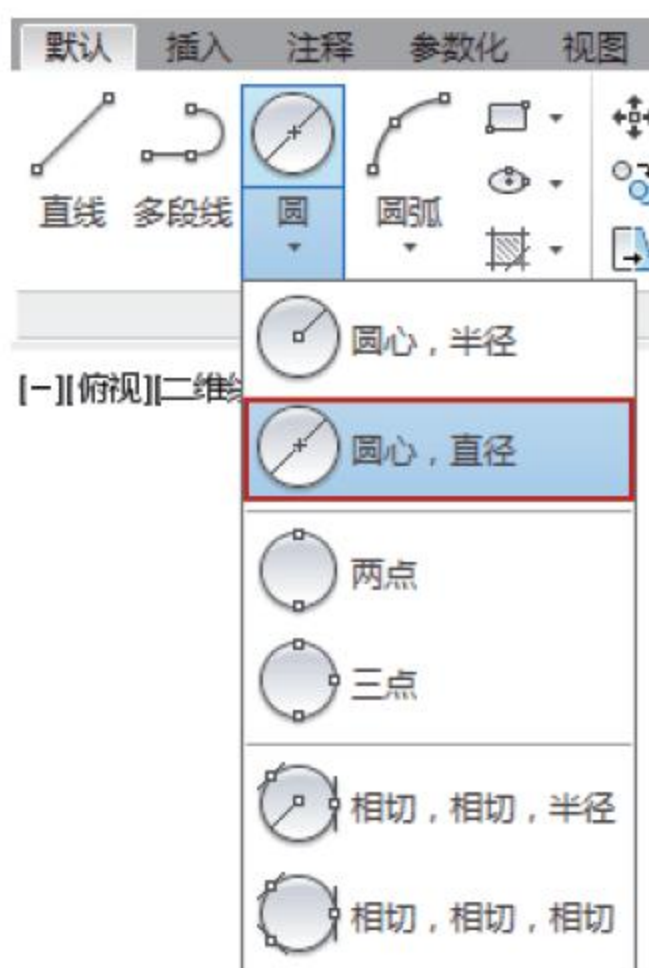 默认 插入 注释 参数化 视图
直线 多段线 圆 圆弧
圆心，半径
[-][俯视][二维
圆心，直径
两点
三点
相切，相切，半径
相切，相切，相切